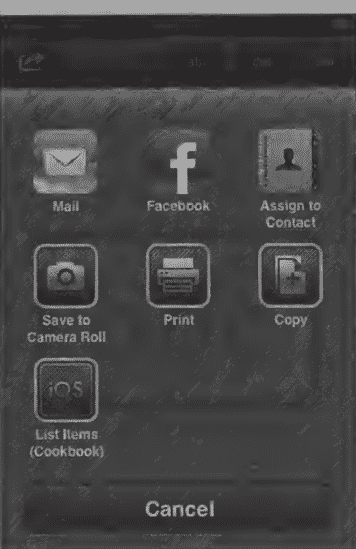 Mail
Facebook
Assign to
Contact
Save to
Camera Roll
Print
Copy
iOS
List Items
(Cookbook)
Cancel